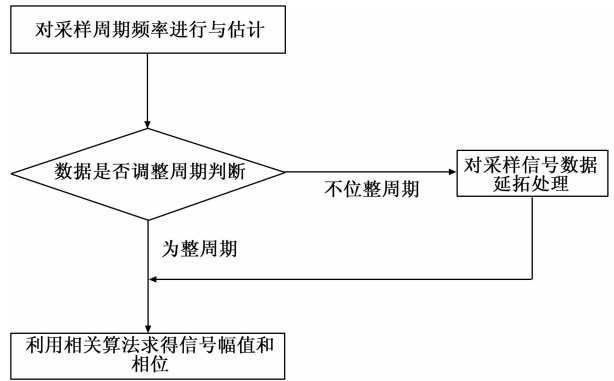 对采样周期频率进行与估计
数据是否调整周期判断
不位整周期
对采样信号数据
延拓处理
为整周期
利用相关算法求得信号幅值和
相位